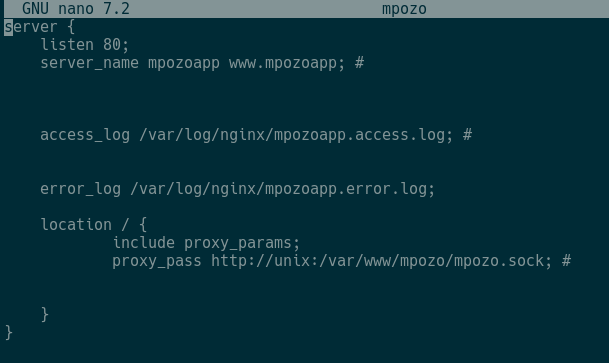 GNU nano 7.2 mpozo
server {
listen 80;
server_name mpozoapp www.mpozoapp; #
access_log /var/log/nginx/mpozoapp.access.log; #
error_log /var/log/nginx/mpozoapp.error.log;
location / {
include proxy_params;
proxy_pass http://unix:/var/www/mpozo/mpozo.sock; #
}
}